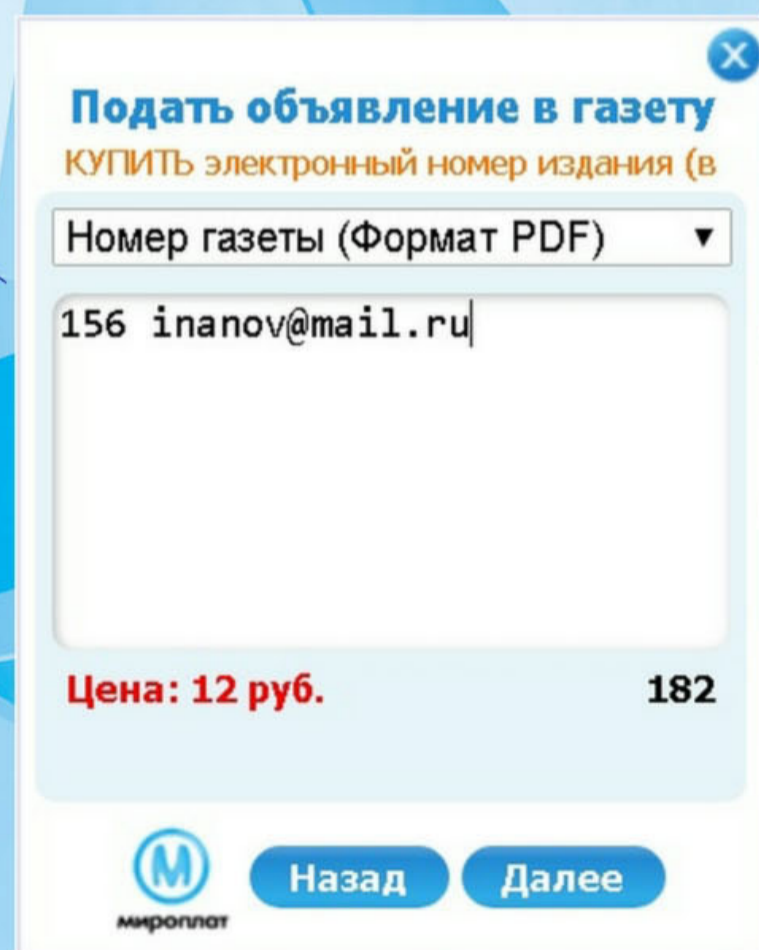 Подать объявление в газету
КУПИТЬ электронный номер издания (в
Номер газеты (Формат PDF)
156 inanov@mail.ru
Цена: 12 руб. 182
мироплат
Назад Далее